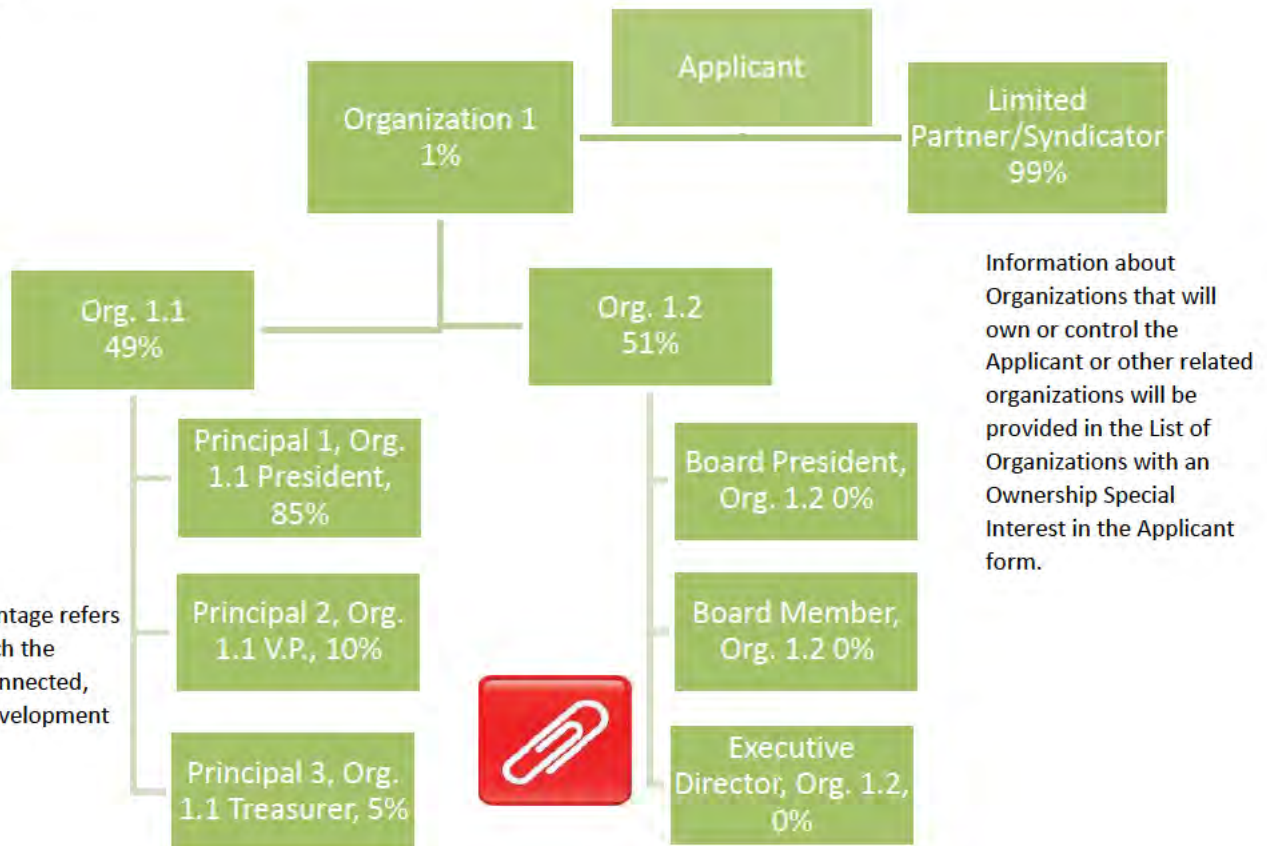 Applicant
Organization 1
1%
Limited
Partner/Syndicator
99%
Org. 1.1
49%
Org. 1.2
51%
Principal 1, Org.
1.1 President,
85%
Principal 2, Org.
1.1 V.P., 10%
Principal 3, Org.
1.1 Treasurer, 5%
Board President,
Org. 1.2 0%
Board Member,
Org. 1.2 0%
Executive
Director, Org. 1.2,
0%
Information about
Organizations that will
own or control the
Applicant or other related
organizations will be
provided in the List of
Organizations with an
Ownership Special
Interest in the Applicant
form.
refers
the